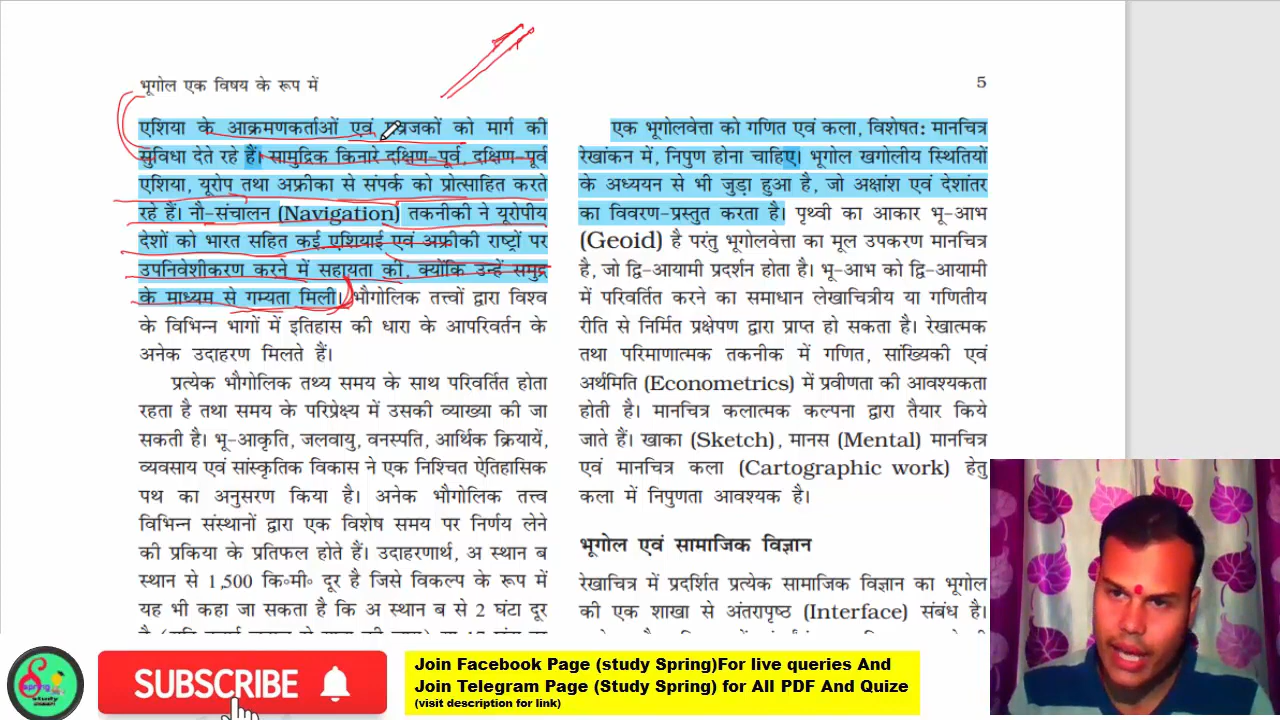 भूगोल एक विषय के रूप में
5
एशिया के आक्रमणकर्ताओं एवं प्रव्रजकों को मार्ग की
सुविधा देते रहे हैं। सामुद्रिक किनारे दक्षिण-पूर्व, दक्षिण-पूर्व
एशिया, यूरोप तथा अफ्रीका से संपर्क को प्रोत्साहित करते
रहे हैं। नौ-संचालन (Navigation) तकनीकी ने यूरोपीय
देशों को भारत सहित कई एशियाई एवं अफ्रीकी राष्ट्रों पर
उपनिवेशीकरण करने में सहायता की, क्योंकि उन्हें समुद्र
के माध्यम से गम्यता मिली। भौगोलिक तत्त्वों द्वारा विश्व
के विभिन्न भागों में इतिहास की धारा के आपरिवर्तन के
अनेक उदाहरण मिलते हैं।
प्रत्येक भौगोलिक तथ्य समय के साथ परिवर्तित होता
रहता है तथा समय के परिप्रेक्ष्य में उसकी व्याख्या की जा
सकती है। भू-आकृति, जलवायु, वनस्पति, आर्थिक क्रियायें,
व्यवसाय एवं सांस्कृतिक विकास ने एक निश्चित ऐतिहासिक
पथ का अनुसरण किया है। अनेक भौगोलिक तत्त्व
विभिन्न संस्थानों द्वारा एक विशेष समय पर निर्णय लेने
की प्रकिया के प्रतिफल होते हैं। उदाहरणार्थ, अ स्थान ब
स्थान से 1,500 कि॰मी॰ दूर है जिसे विकल्प के रूप में
यह भी कहा जा सकता है कि अ स्थान ब से 2 घंटा दूर
एक भूगोलवेत्ता को गणित एवं कला, विशेषत: मानचित्र
रेखांकन में, निपुण होना चाहिए। भूगोल खगोलीय स्थितियों
के अध्ययन से भी जुड़ा हुआ है, जो अक्षांश एवं देशांतर
का विवरण-प्रस्तुत करता है। पृथ्वी का आकार भू-आभ
(Geoid) है परंतु भूगोलवेत्ता का मूल उपकरण मानचित्र
है, जो द्वि-आयामी प्रदर्शन होता है। भू-आभ को द्वि-आयामी
में परिवर्तित करने का समाधान लेखाचित्रीय या गणितीय
रीति से निर्मित प्रक्षेपण द्वारा प्राप्त हो सकता है। रेखात्मक
तथा परिमाणात्मक तकनीक में गणित, सांख्यिकी एवं
अर्थमिति (Econometrics) में प्रवीणता की आवश्यकता
होती है। मानचित्र कलात्मक कल्पना द्वारा तैयार किये
जाते हैं। खाका (Sketch), मानस (Mental) मानचित्र
एवं मानचित्र कला (Cartographic work) हेतु
कला में निपुणता आवश्यक है।
भूगोल एवं सामाजिक विज्ञान
रेखाचित्र में प्रदर्शित प्रत्येक सामाजिक विज्ञान का भूगोल
की एक शाखा से अंतरापृष्ठ (Interface) संबंध है।
Spring
study
SUBSCRIBE
Join Facebook Page (study Spring)For live queries And
Join Telegram Page (Study Spring) for All PDF And Quize
(visit description for link)